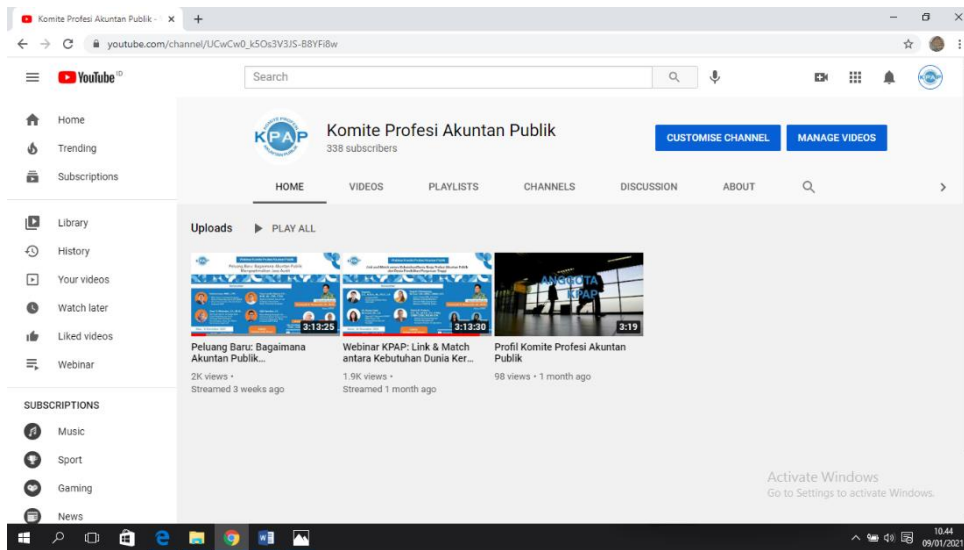 Komite Profesi Akuntan Publik -
youtube.com/channel/UCwCw0_k5Os3V3JS-B8YFi8w
YouTube ID
Search
Home
Trending
Subscriptions
Library
History
Your videos
Watch later
Liked videos
Webinar
SUBSCRIPTIONS
Music
Sport
Gaming
News
KPAP
Komite Profesi Akuntan Publik
338 subscribers
CUSTOMISE CHANNEL
MANAGE VIDEOS
HOME VIDEOS PLAYLISTS CHANNELS DISCUSSION ABOUT
Uploads PLAY ALL
3:13:25
Peluang Baru: Bagaimana
Akuntan Publik...
2K views •
Streamed 3 weeks ago
3:13:30
Webinar KPAP: Link & Match
antara Kebutuhan Dunia Ker...
1.9K views •
Streamed 1 month ago
ANGGOTA
KPAP
3:19
Profil Komite Profesi Akuntan
Publik
98 views • 1 month ago
Activate Windows
Go to Settings to activate Windows.
10.44
09/01/2021